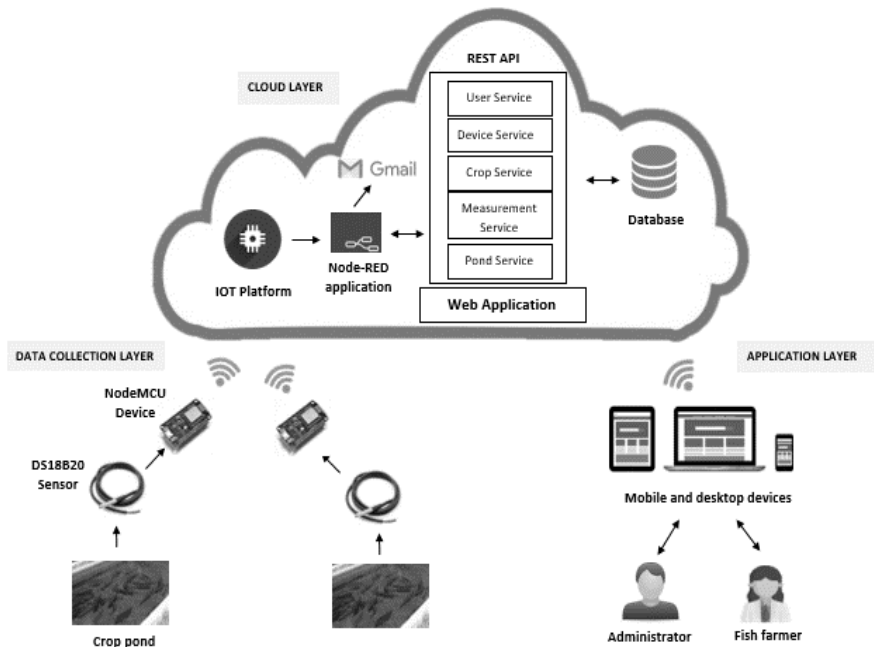 REST API
CLOUD LAYER
User Service
Device Service
Gmail
Crop Service
Measurement
Service
Database
Node-RED
application
IOT Platform
Pond Service
Web Application
DATA COLLECTION LAYER
APPLICATION LAYER
NodeMCU
Device
DS18B20
Sensor
Mobile and desktop devices
Crop pond
Administrator
Fish farmer